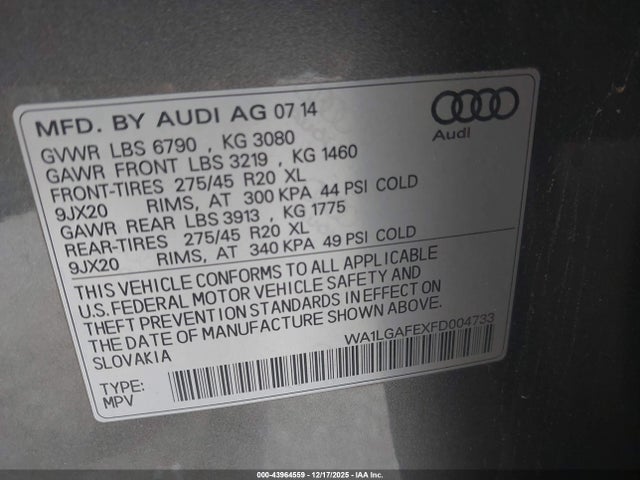 MFD. BY AUDI AG 07 14
Audi
GVWR LBS 6790 , KG 3080
GAWR FRONT LBS 3219 , KG 1460
FRONT-TIRES 275/45 R20 XL
9JX20 RIMS, AT 300 KPA 44 PSI COLD
GAWR REAR LBS 3913 , KG 1775
REAR-TIRES 275/45 R20 XL
9JX20 RIMS, AT 340 KPA 49 PSI COLD
THIS VEHICLE CONFORMS TO ALL APPLICABLE
U.S.FEDERAL MOTOR VEHICLE SAFETY AND
THEFT PREVENTION STANDARDS IN EFFECT ON
THE DATE OF MANUFACTURE SHOWN ABOVE.
SLOVAKIA
WA1LGAFEXFD004733
TYPE:
MPV
000-43964559 - 12/17/2025 - IAA Inc.